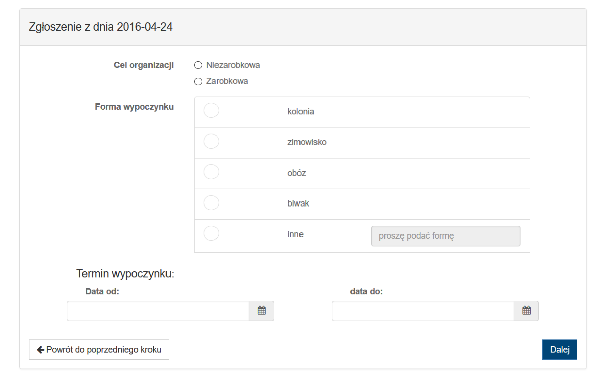 Zgłoszenie z dnia 2016-04-24
Cel organizacji
Niezarobkowa
Zarobkowa
Forma wypoczynku
kolonia
zimowisko
obóz
biwak
inne
proszę podać formę
Termin wypoczynku:
Data od:
data do:
Powrót do poprzedniego kroku
Dalej